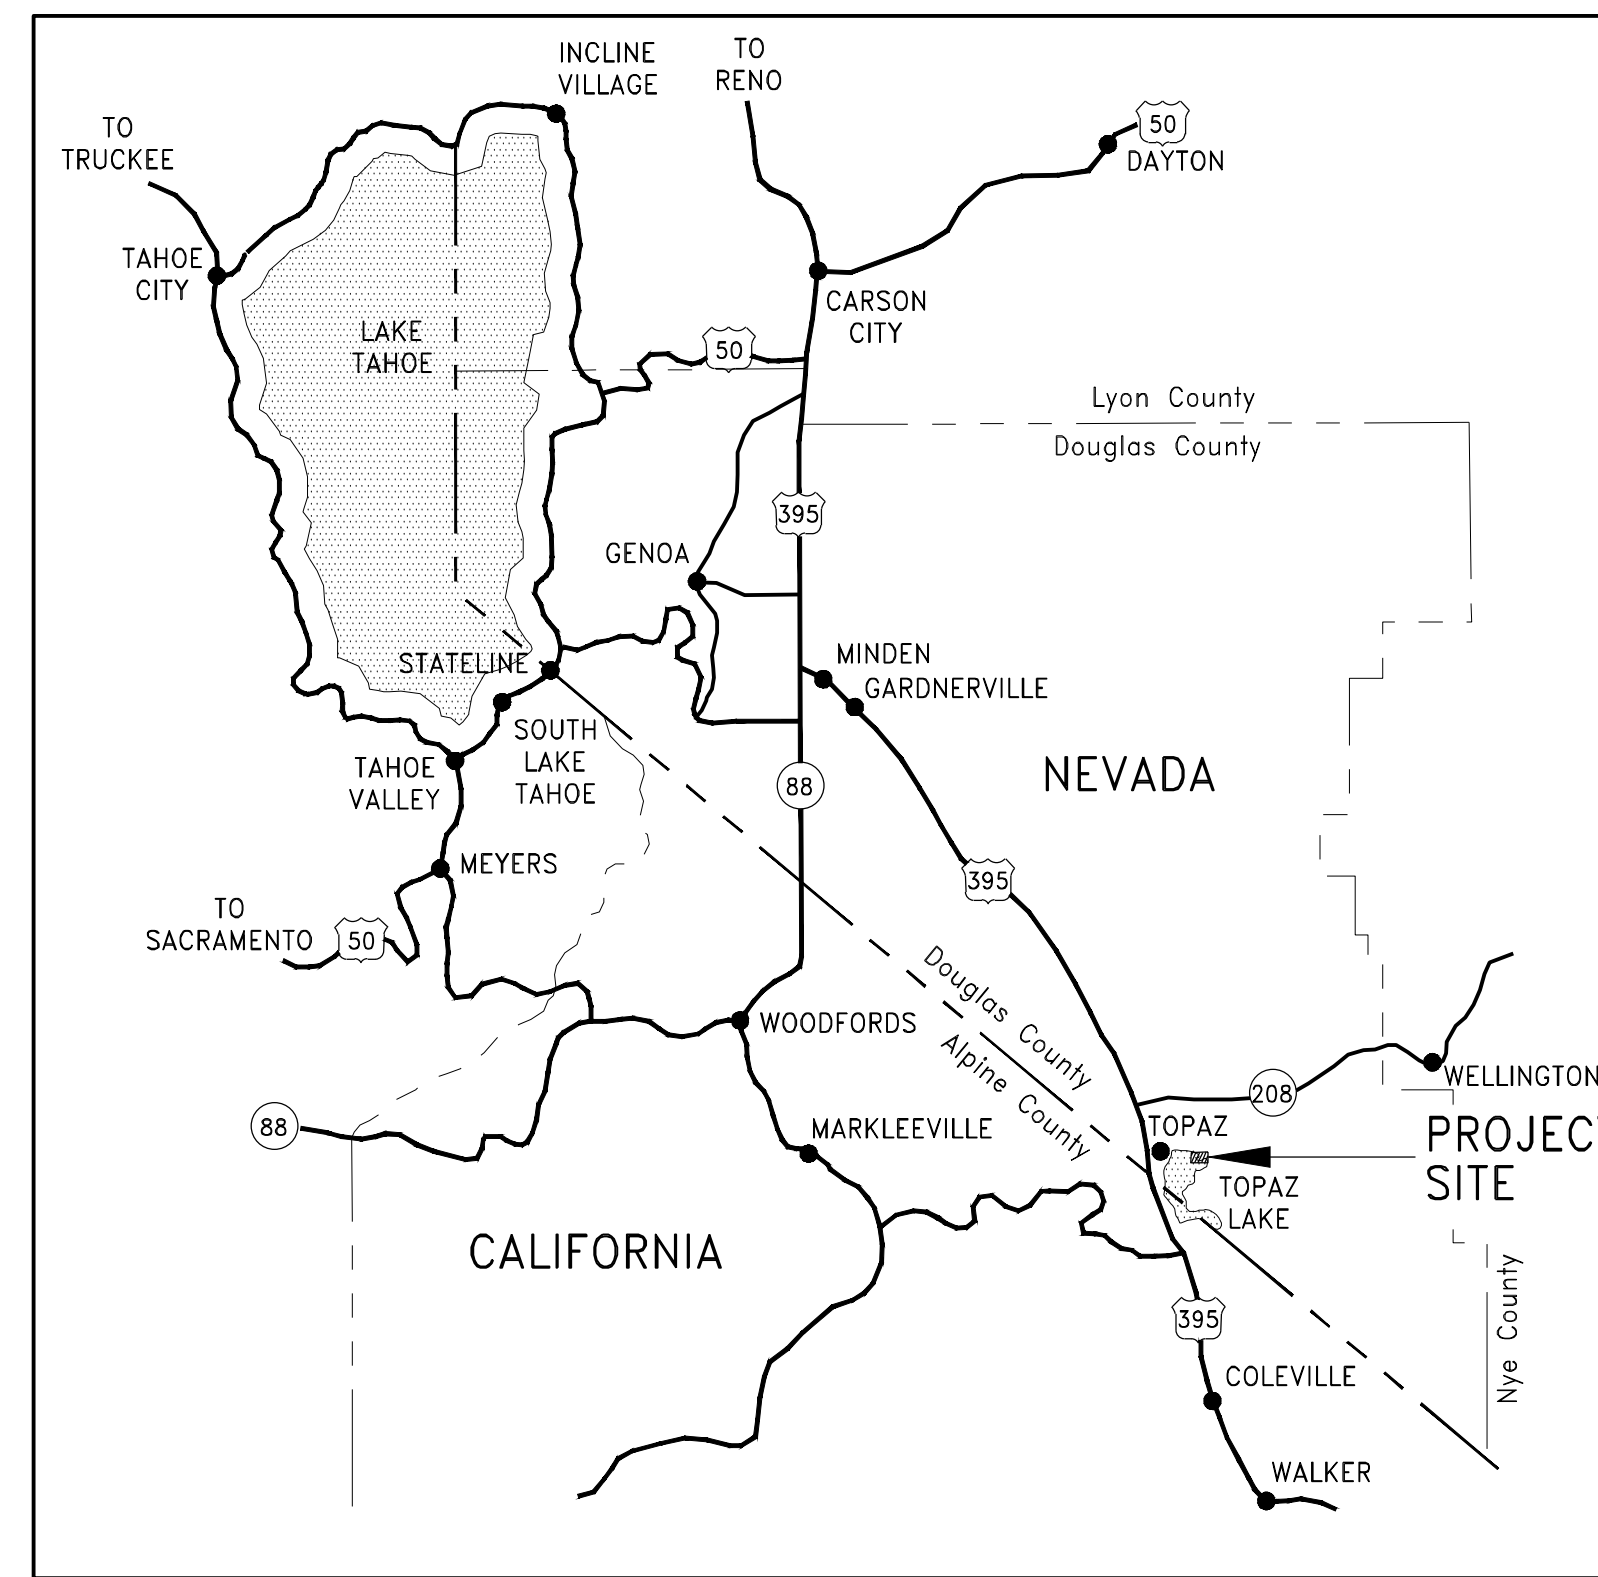 INCLINE
VILLAGE
TO
RENO
TO
TRUCKEE
50
DAYTON
TAHOE
CITY
CARSON
CITY
LAKE
TAHOE
50
Lyon County
Douglas County
395
GENOA
STATELINE
MINDEN
GARDNERVILLE
SOUTH
LAKE
TAHOE
TAHOE
VALLEY
88
NEVADA
MEYERS
395
TO
SACRAMENTO
50
Douglas County
Alpine County
WOODFORDS
WELLINGTON
208
88
MARKLEEVILLE
TOPAZ
PROJEC
SITE
TOPAZ
LAKE
CALIFORNIA
Nye County
395
COLEVILLE
WALKER